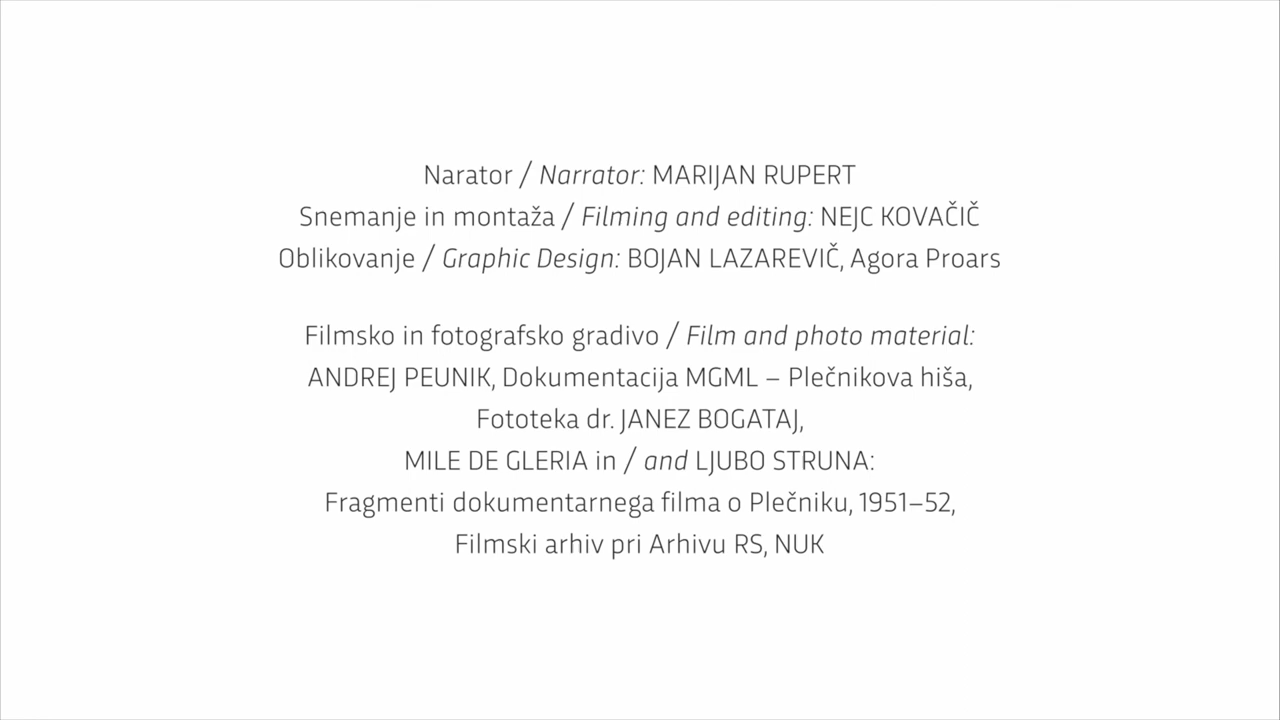 Narator / Narrator: MARIJAN RUPERT
Snemanje in montaža / Filming and editing: NEJC KOVAČIČ
Oblikovanje / Graphic Design: BOJAN LAZAREVIČ, Agora Proars
Filmsko in fotografsko gradivo / Film and photo material:
ANDREJ PEUNIK, Dokumentacija MGML – Plečnikova hiša,
Fototeka dr. JANEZ BOGATAJ,
MILE DE GLERIA in / and LJUBO STRUNA:
Fragmenti dokumentarnega filma o Plečniku, 1951–52,
Filmski arhiv pri Arhivu RS, NUK